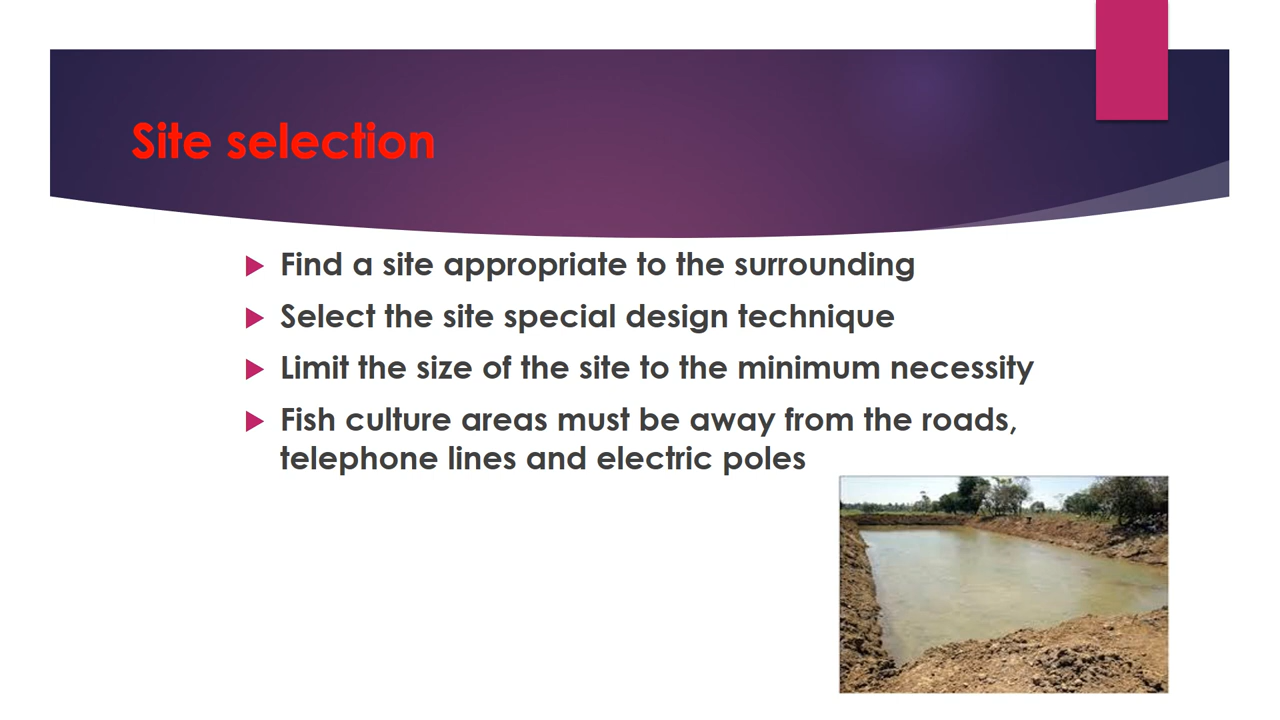 Site selection
Find a site appropriate to the surrounding
Select the site special design technique
Limit the size of the site to the minimum necessity
Fish culture areas must be away from the roads,
telephone lines and electric poles